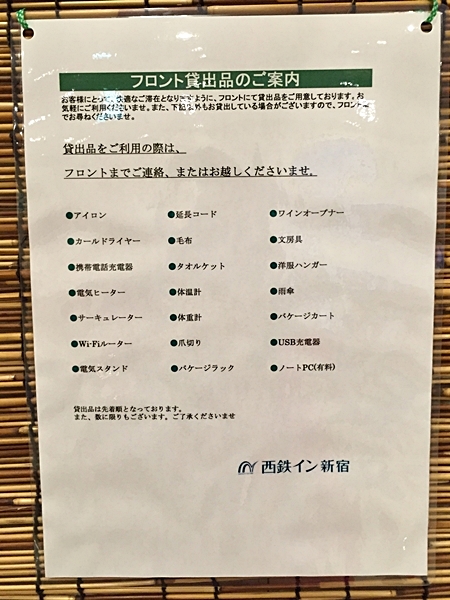 フロント貸出品のご案内
お客様にとって、快適なご滞在となりますように、フロントにて貸出品をご用意しております。お
気軽にご利用くださいませ。また、下記以外もお貸出している場合がございますので、フロント
でお尋ねくださいませ。
貸出品をご利用の際は、
フロントまでご連絡、またはお越しくださいませ。
●アイロン ●延長コード ●ワインオープナー
●カールドライヤー ●毛布 ●文房具
●携帯電話充電器 ●タオルケット ●洋服ハンガー
●電気ヒーター ●体温計 ●雨傘
●サーキュレーター ●体重計 ●バケージカート
●Wi-Fiルーター ●爪切り ●USB充電器
●電気スタンド ●バケージラック ●ノートPC(有料)
貸出品は先着順となっております。
また、数に限りもございます。ご了承くださいませ
西鉄イン新宿